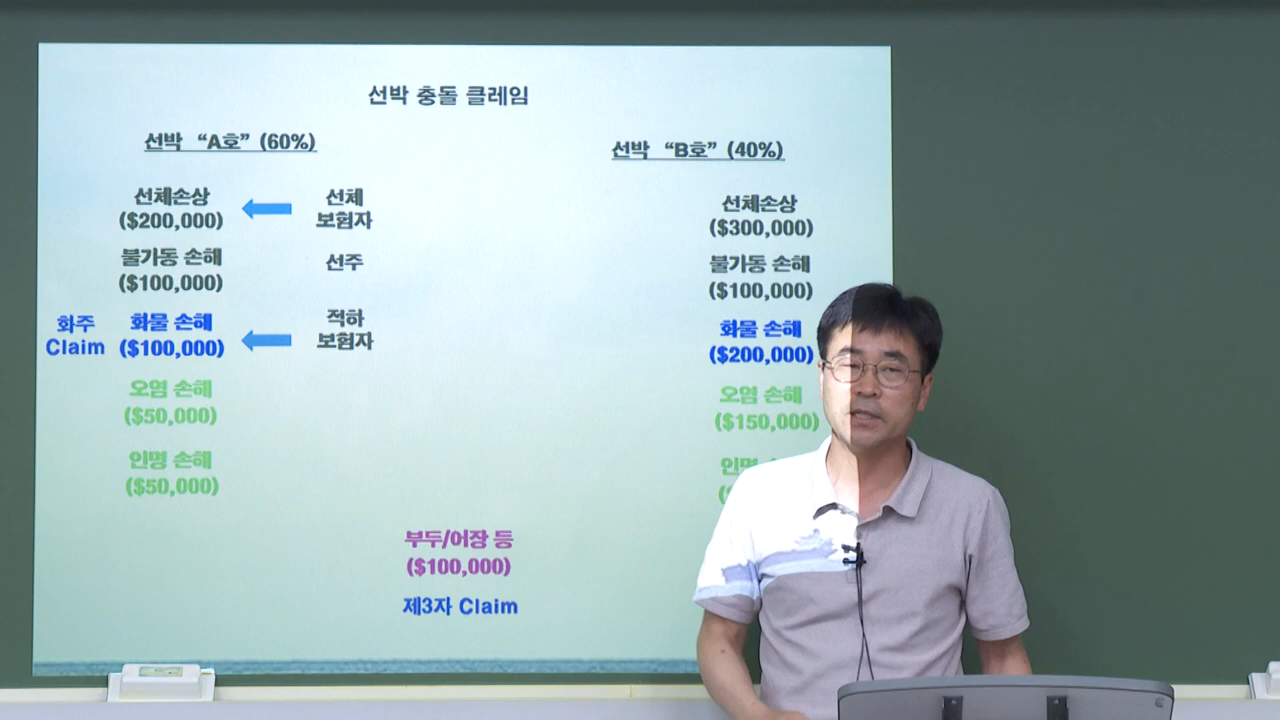 선박 충돌 클레임
선박 “A호” (60%)
선체손상
($200,000)
선체
보험자
불가동 손해
($100,000)
선주
화주
Claim
화물 손해
($100,000)
적하
보험자
오염 손해
($50,000)
인명 손해
($50,000)
선박 “B호” (40%)
선체손상
($300,000)
불가동 손해
($100,000)
화물 손해
($200,000)
오염 손해
($150,000)
부두/어장 등
($100,000)
제3자 Claim